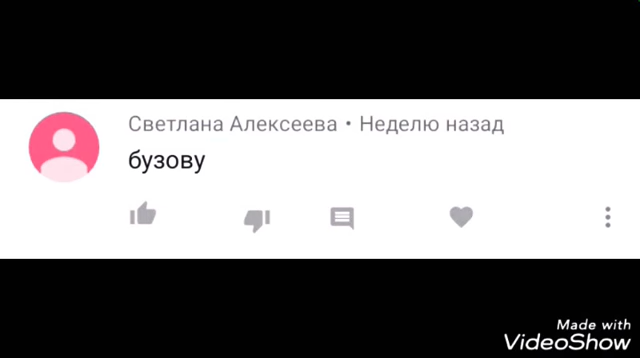 Светлана Алексеева • Неделю назад
бузову
Made with
VideoShow